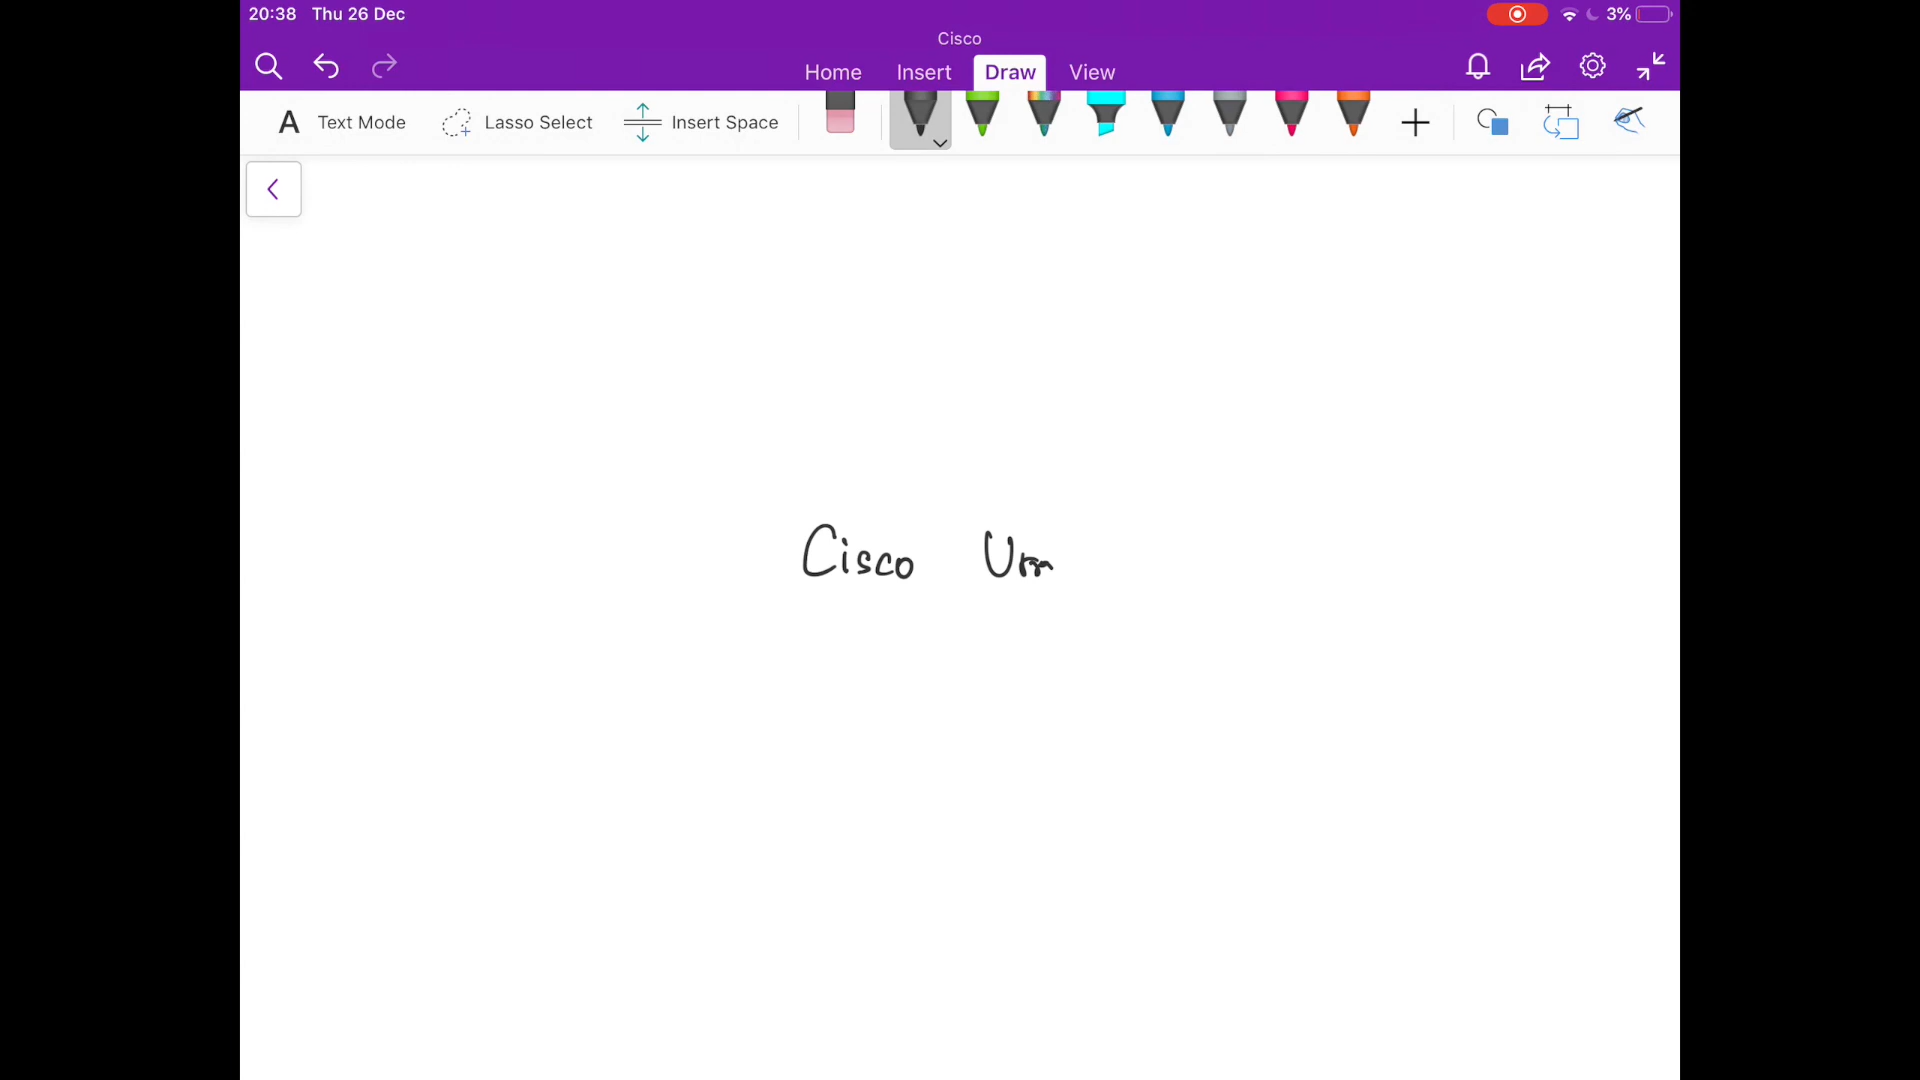 20:38 Thu 26 Dec 3%
Cisco
Home Insert Draw View
A Text Mode Lasso Select Insert Space
Cisco